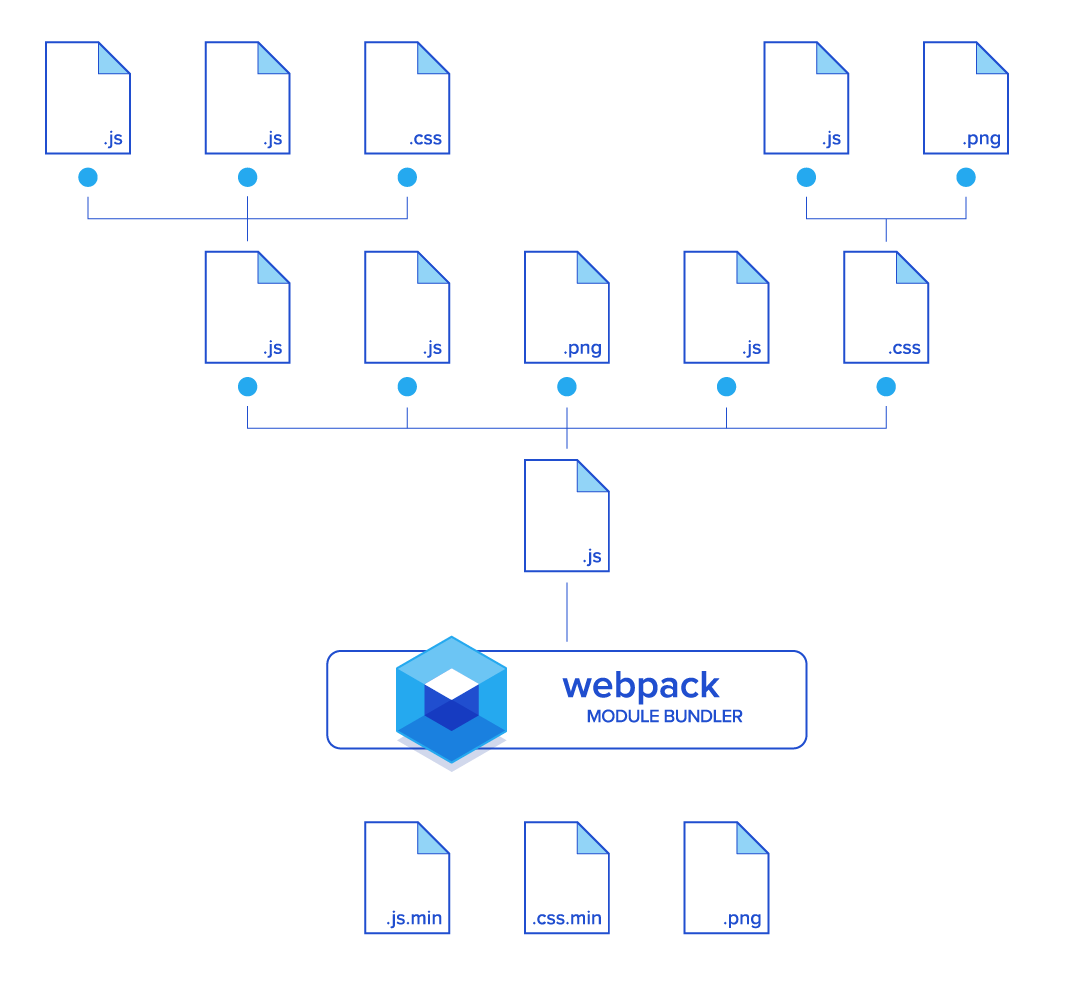 .js
.js
.css
.js
.png
.js
.js
.png
.js
.css
.js
webpack
MODULE BUNDLER
.js.min
.css.min
.png